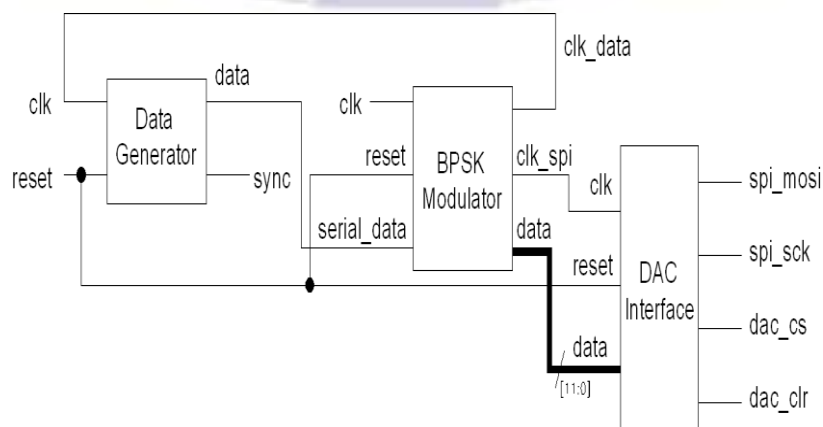 clk_data
data
clk
Data
Generator
clk
reset
sync
reset
BPSK
Modulator
clk_spi
serial_data
data
clk
reset
data
[11:0]
DAC
Interface
spi_mosi
spi_sck
dac_cs
dac_clr